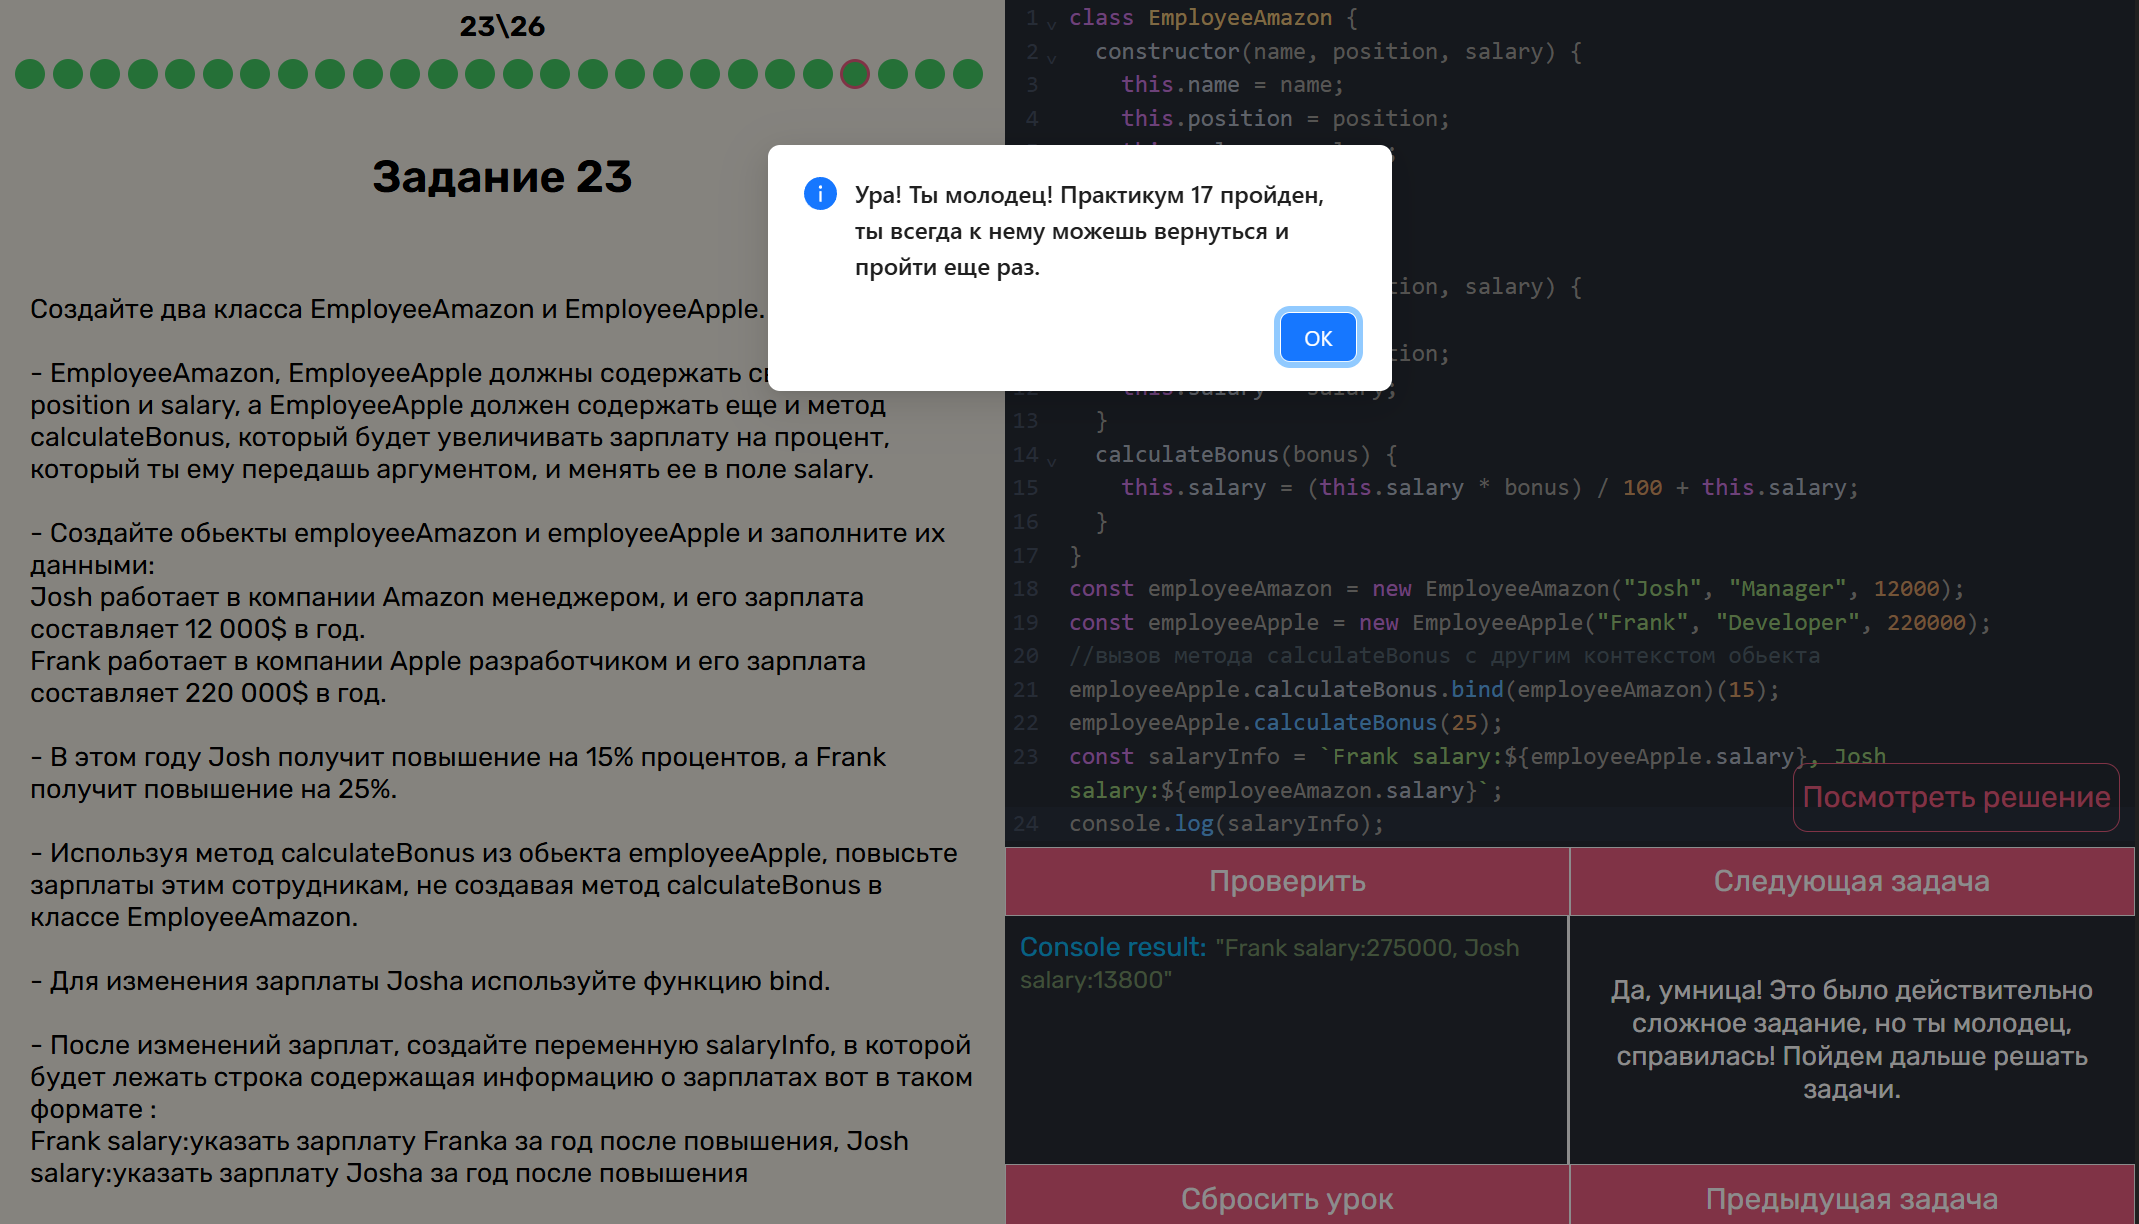 23\26
Задание 23
Создайте два класса EmployeeAmazon и EmployeeApple.
- EmployeeAmazon, EmployeeApple должны содержать
position и salary, а EmployeeApple должен содержать еще и метод
calculateBonus, который будет увеличивать зарплату на процент,
который ты ему передашь аргументом, и менять ее в поле salary.
- Создайте обьекты employeeAmazon и employeeApple и заполните их
данными:
Josh работает в компании Amazon менеджером, и его зарплата
составляет 12 000$ в год.
Frank работает в компании Apple разработчиком и его зарплата
составляет 220 000$ в год.
- В этом году Josh получит повышение на 15% процентов, а Frank
получит повышение на 25%.
- Используя метод calculateBonus из обьекта employeeApple, повысьте
зарплаты этим сотрудникам, не создавая метод calculateBonus в
классе EmployeeAmazon.
- Для изменения зарплаты Josha используйте функцию bind.
- После изменений зарплат, создайте переменную salaryInfo, в которой
будет лежать строка содержащая информацию о зарплатах вот в таком
формате :
Frank salary:указать зарплату Franka за год после повышения, Josh
salary:указать зарплату Josha за год после повышения
Ура! Ты молодец! Практикум 17 пройден,
ты всегда к нему можешь вернуться и
пройти еще раз.
OK
1 class EmployeeAmazon {
2 constructor(name, position, salary) {
3 this.name = name;
4 this.position = position;
salary) {
13 }
14 calculateBonus(bonus) {
15 this.salary = (this.salary * bonus) / 100 + this.salary;
16 }
17 }
18 const employeeAmazon = new EmployeeAmazon("Josh", "Manager", 12000);
19 const employeeApple = new EmployeeApple("Frank", "Developer", 220000);
20 //вызов метода calculateBonus с другим контекстом обьекта
21 employeeApple.calculateBonus.bind(employeeAmazon)(15);
22 employeeApple.calculateBonus(25);
23 const salaryInfo = `Frank salary:${employeeApple.salary}, Josh
salary:${employeeAmazon.salary}`;
24 console.log(salaryInfo);
Посмотреть решение
Проверить
Следующая задача
Console result: "Frank salary:275000, Josh
salary:13800"
Да, умница! Это было действительно
сложное задание, но ты молодец,
справилась! Пойдем дальше решать
задачи.
Сбросить урок
Предыдущая задача